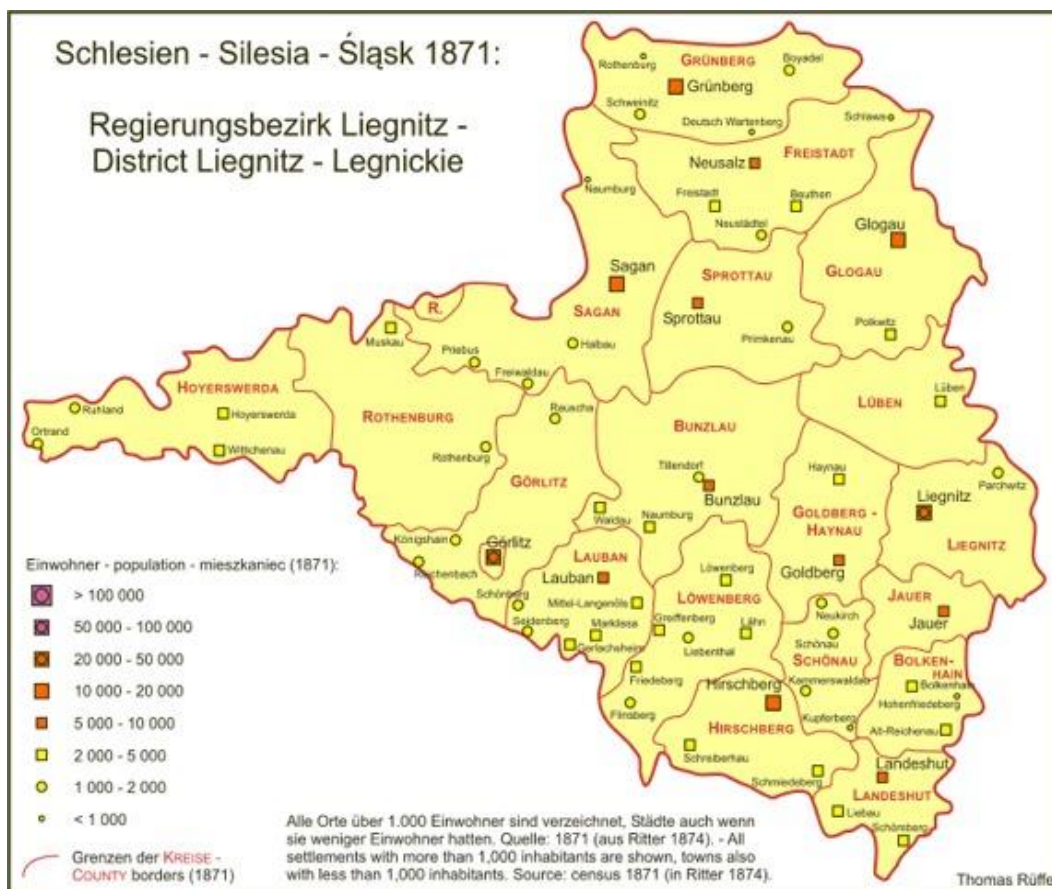 Schlesien - Silesia - Śląsk 1871:
Regierungsbezirk Liegnitz -
District Liegnitz - Legnickie
GRÜNBERG
Rothenburg
Boyadel
Grünberg
Schweinitz
Deutsch Wartenberg
Schlawa
Neusalz
FREISTADT
Naumburg
Freistadt
Beuthen
Neustädtel
Glogau
Sagan
SPROTTAU
GLOGAU
R.
SAGAN
Sprottau
Muskau
Halbau
Primkenau
Polkwitz
Priebus
Freiwaldau
HOYERSWERDA
Ruhland
Hoyerswerda
ROTHENBURG
Rauscha
BUNZLAU
Lüben
LÜBEN
Ortrand
Wittichenau
Rothenburg
GÖRLITZ
Tillendorf
Bunzlau
Haynau
Parchwitz
Liegnitz
Waldau
Naumburg
GOLDBERG -
HAYNAU
LIEGNITZ
Königshain
Görlitz
LAUBAN
Reichenbach
Lauban
Löwenberg
Goldberg
Schönberg
Mittel-Langenöls
LÖWENBERG
JAUER
Seidenberg
Marklissa
Greiffenberg
Lähn
Neukirch
Jauer
Gerlachsheim
Liebenthal
Schönau
SCHÖNAU
BOLKEN-
HAIN
Friedeberg
Hirschberg
Kammerswaldau
Bolkenhain
Hohenfriedeberg
Flinsberg
HIRSCHBERG
Kupferberg
Alt-Reichenau
Schreiberhau
Landeshut
Schmiedeberg
LANDESHUT
Liebau
Schömberg
Einwohner - population - mieszkaniec (1871):
> 100 000
50 000 - 100 000
20 000 - 50 000
10 000 - 20 000
5 000 - 10 000
2 000 - 5 000
1 000 - 2 000
< 1 000
Grenzen der KREISE -
COUNTY borders (1871)
Alle Orte über 1.000 Einwohner sind verzeichnet, Städte auch wenn
sie weniger Einwohner hatten. Quelle: 1871 (aus Ritter 1874). - All
settlements with more than 1,000 inhabitants are shown, towns also
with less than 1,000 inhabitants. Source: census 1871 (in Ritter 1874).
Thomas Rüffe